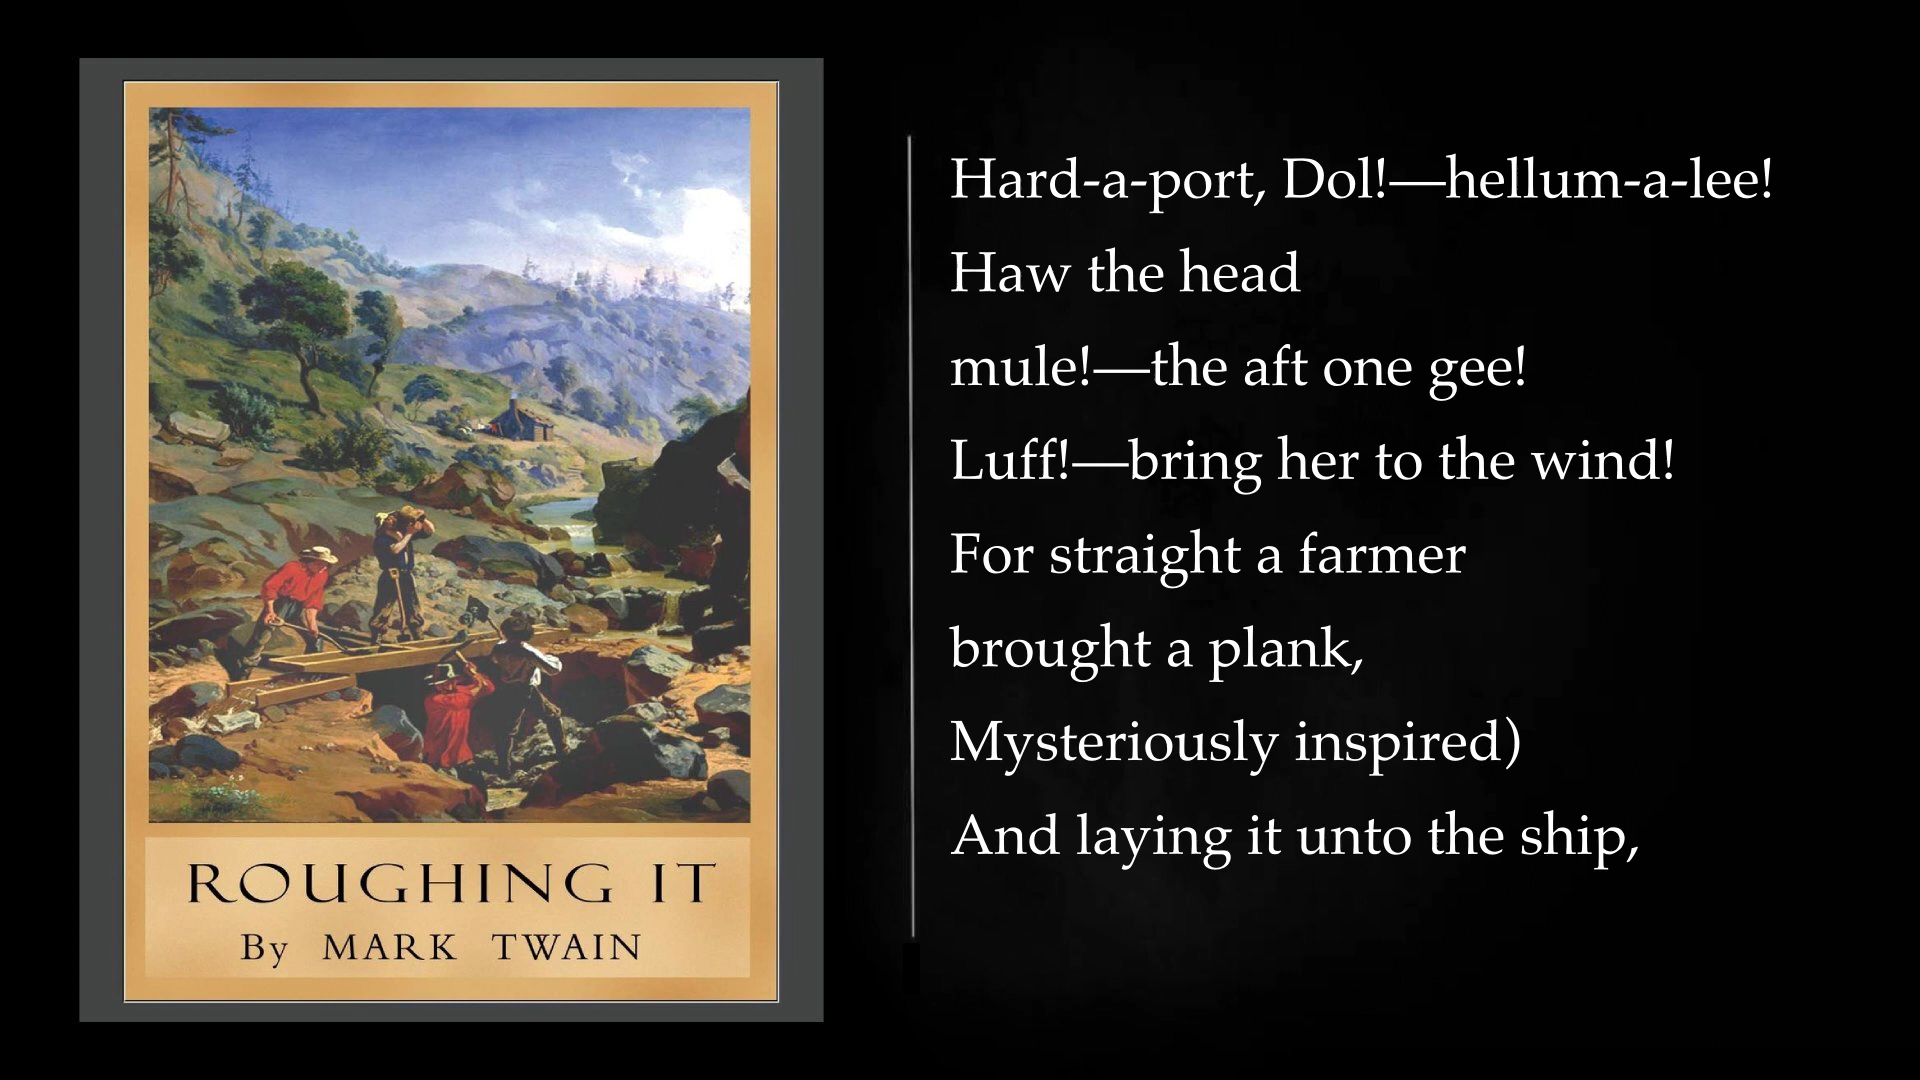 ROUGHING IT
By MARK TWAIN
Hard-a-port, Dol!—hellum-a-lee!
Haw the head
mule!—the aft one gee!
Luff!—bring her to the wind!
For straight a farmer
brought a plank,
Mysteriously inspired)
And laying it unto the ship,